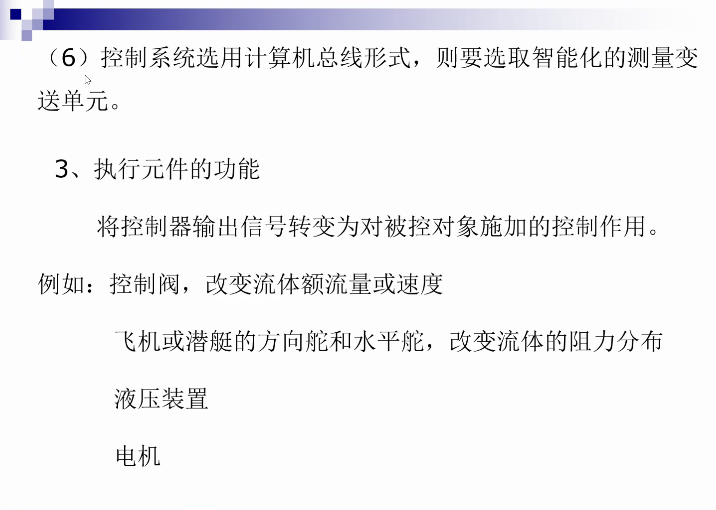 （6）控制系统选用计算机总线形式，则要选取智能化的测量变
送单元。
3、执行元件的功能
将控制器输出信号转变为对被控对象施加的控制作用。
例如：控制阀，改变流体额流量或速度
飞机或潜艇的方向舵和水平舵，改变流体的阻力分布
液压装置
电机